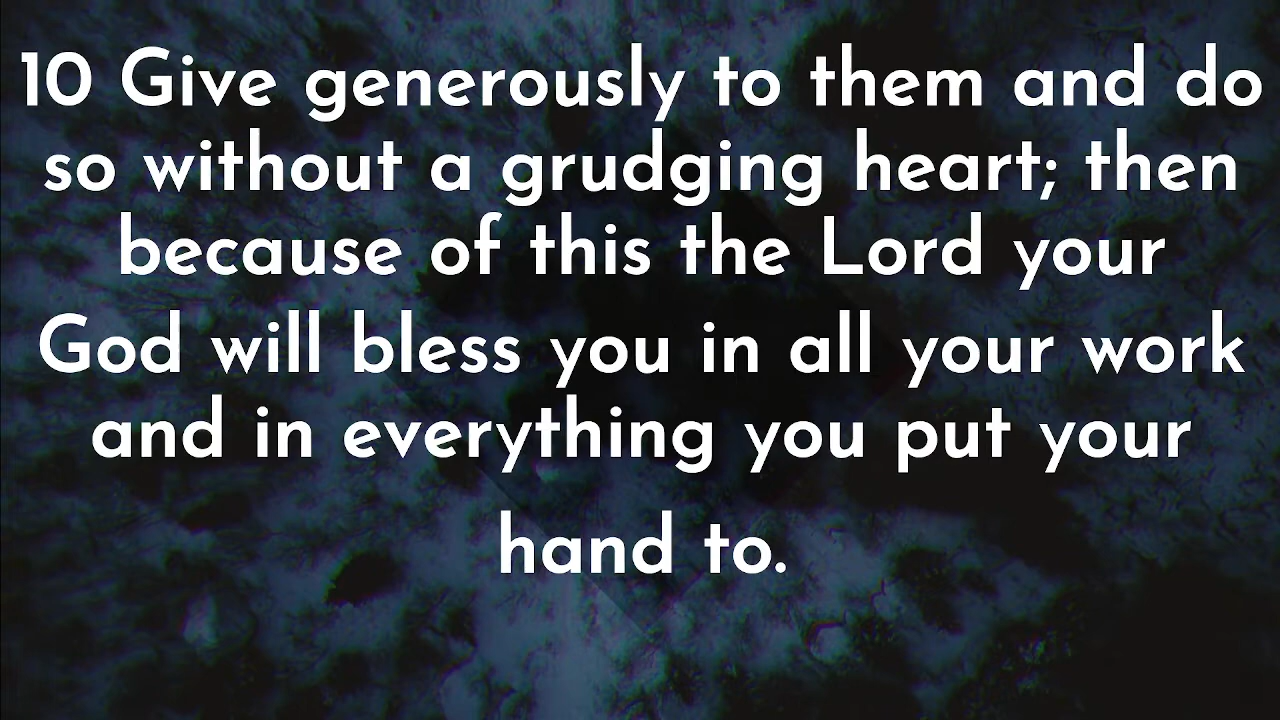 10 Give generously to them and do
so without a grudging heart; then
because of this the Lord your
God will bless you in all your work
and in everything you put your
hand to.